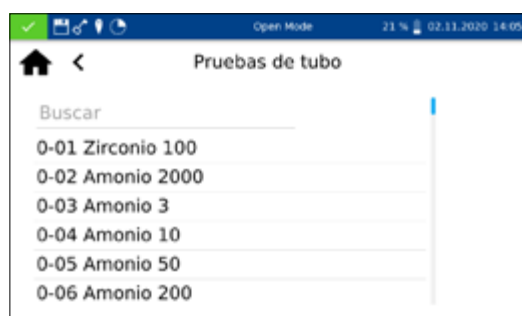 Open Mode 21 % 02.11.2020 14:05
Pruebas de tubo
Buscar
0-01 Zirconio 100
0-02 Amonio 2000
0-03 Amonio 3
0-04 Amonio 10
0-05 Amonio 50
0-06 Amonio 200